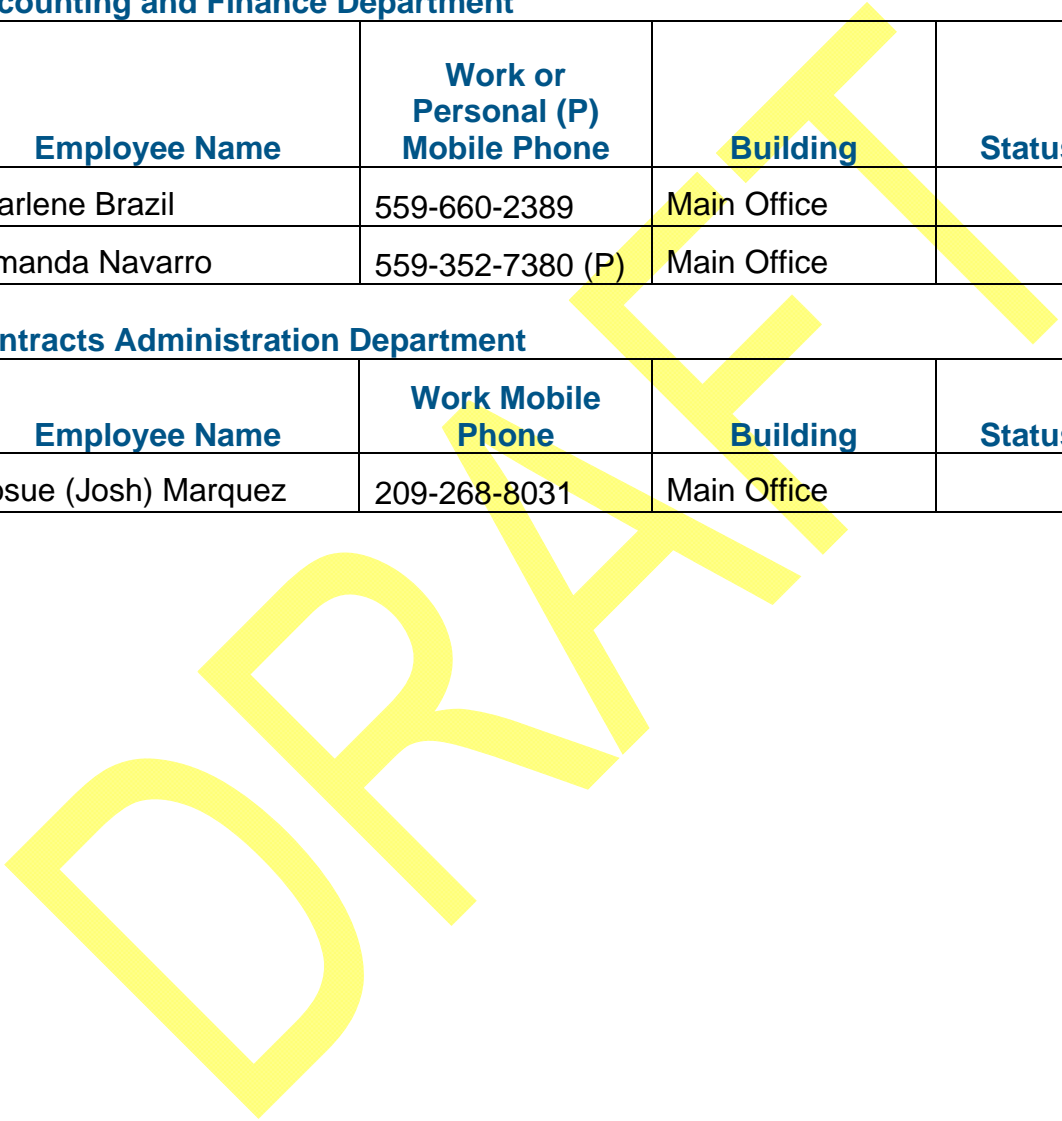 counting and Finance Department
Work or
Personal (P)
Employee Name Mobile Phone Building Status
arlene Brazil 559-660-2389 Main Office
manda Navarro 559-352-7380 (P) Main Office
ntracts Administration Department
Work Mobile
Employee Name Phone Building Status
osue (Josh) Marquez 209-268-8031 Main Office
DRAFT